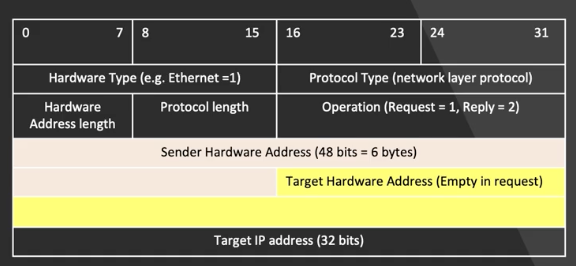 0 7 8 15 16 23 24 31
Hardware Type (e.g. Ethernet =1) Protocol Type (network layer protocol)
Hardware Address length Protocol length Operation (Request = 1, Reply = 2)
Sender Hardware Address (48 bits = 6 bytes)
Target Hardware Address (Empty in request)
Target IP address (32 bits)